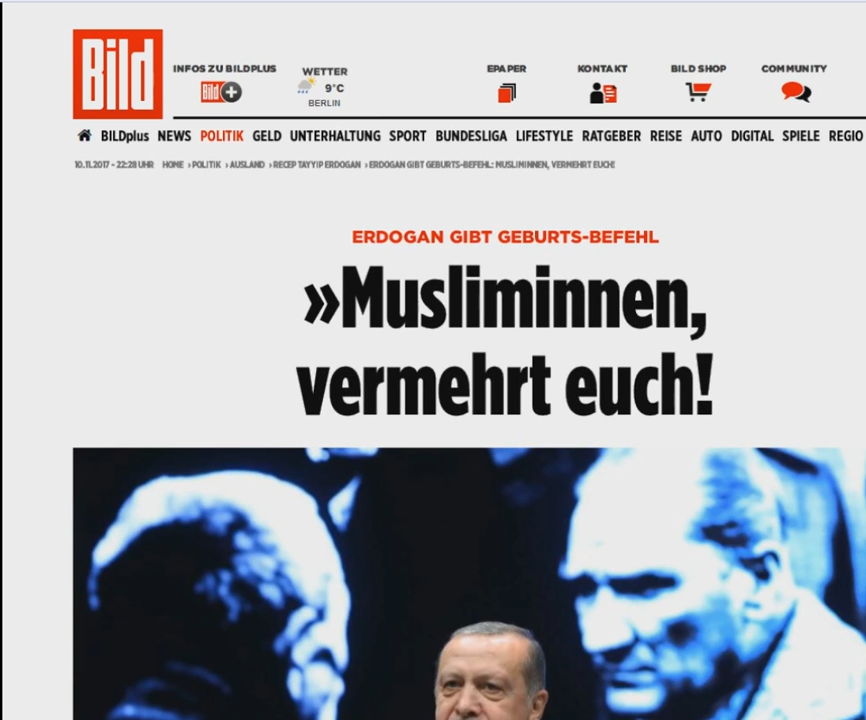 Bild
INFOS ZU BILDPLUS
Bild +
WETTER
9°C
BERLIN
EPAPER
KONTAKT
BILD SHOP
COMMUNITY
BILDplus NEWS POLITIK GELD UNTERHALTUNG SPORT BUNDESLIGA LIFESTYLE RATGEBER REISE AUTO DIGITAL SPIELE REGIO
10.11.2017 - 22:28 UHR HOME › POLITIK › AUSLAND › RECEP TAYYIP ERDOGAN › ERDOGAN GIBT GEBURTS-BEFEHL: MUSLIMINNEN, VERMEHRT EUCH!
ERDOGAN GIBT GEBURTS-BEFEHL
»Musliminnen,
vermehrt euch!